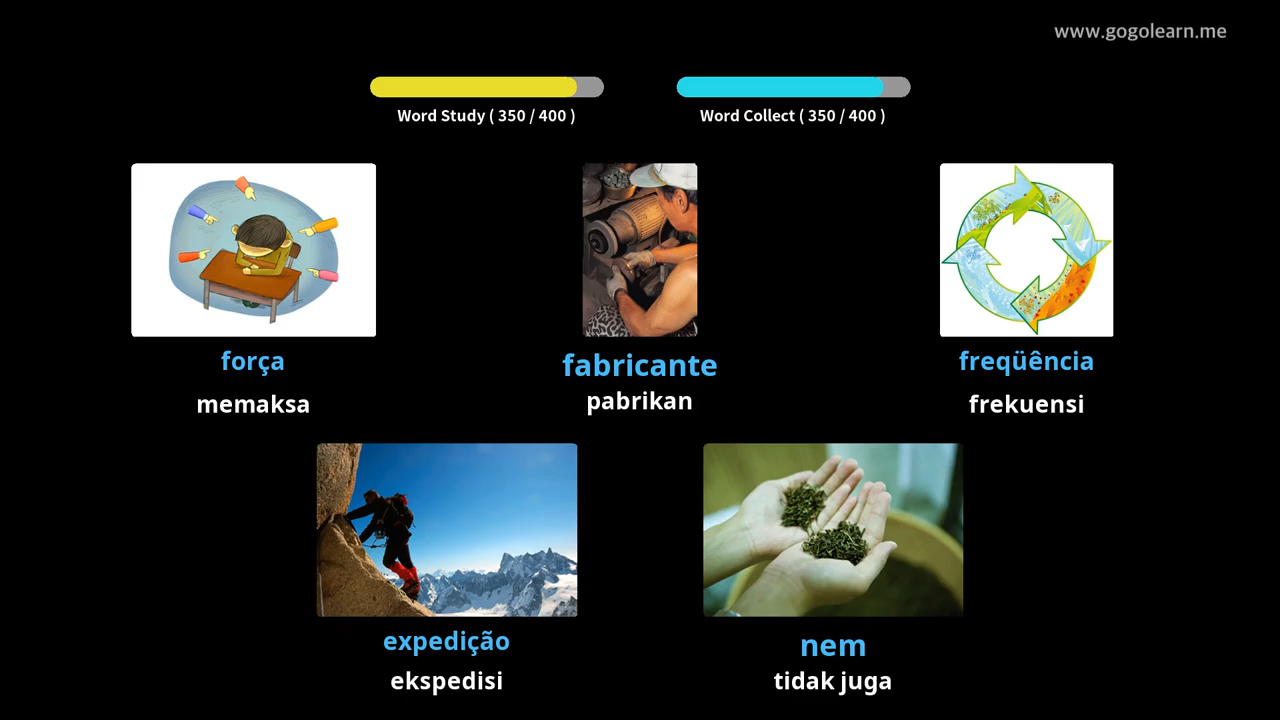 www.gogolearn.me
Word Study ( 350 / 400 )
Word Collect ( 350 / 400 )
força
memaksa
fabricante
pabrikan
freqüência
frekuensi
expedição
ekspedisi
nem
tidak juga